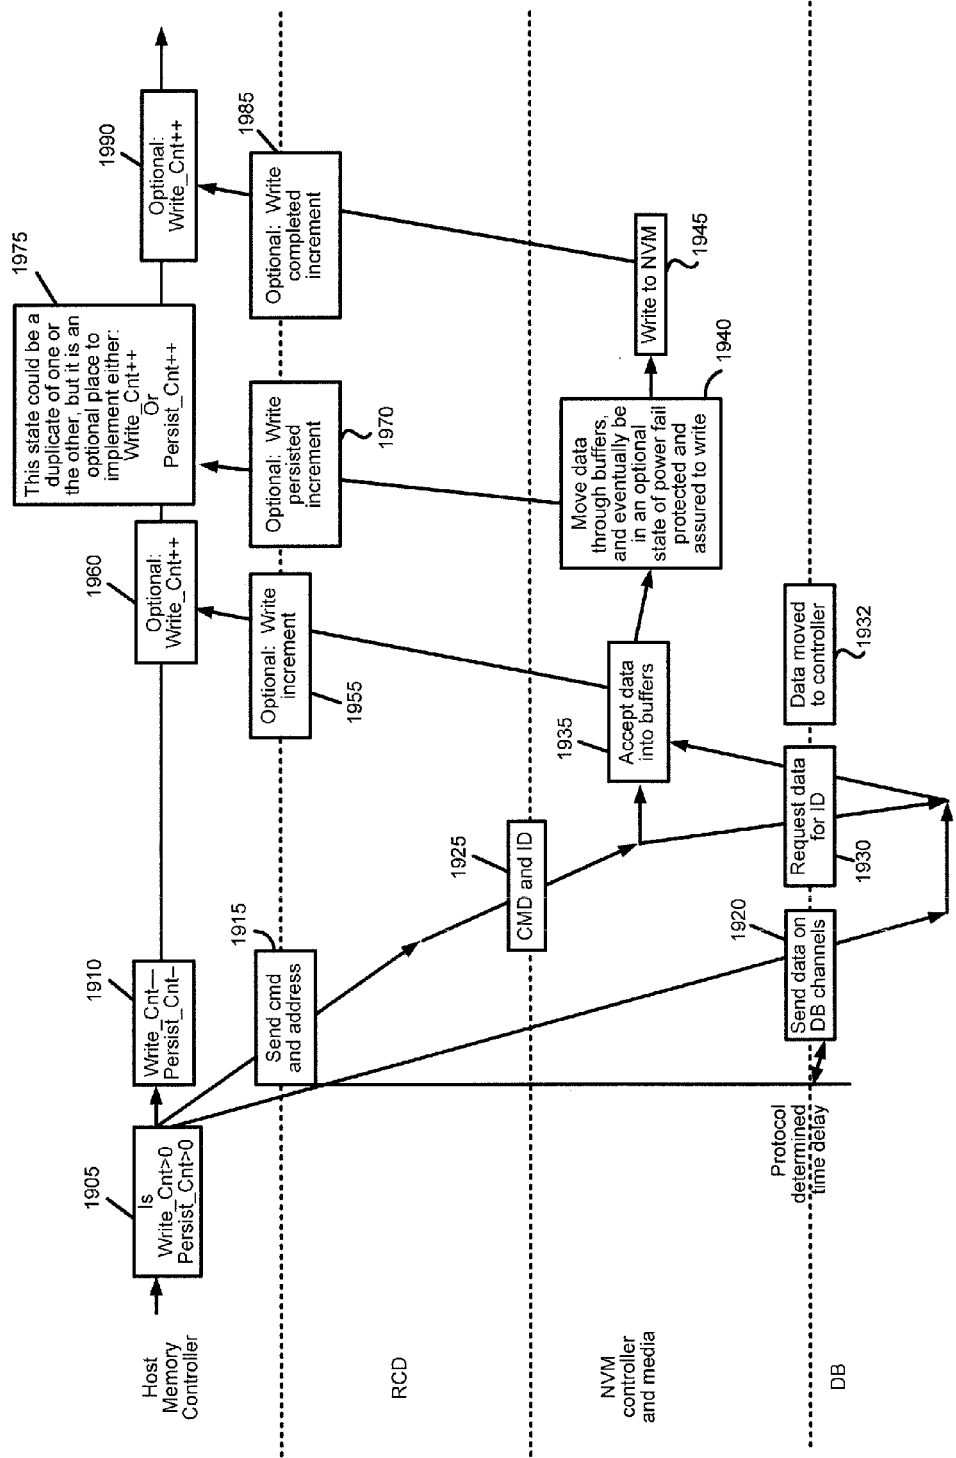 Host
Memory
Controller
1905
Is
Write_Cnt>0
Persist_Cnt>0
1910
Write_Cnt—
Persist_Cnt–
1960
Optional:
Write_Cnt++
1975
This state could be a
duplicate of one or
the other, but it is an
optional place to
implement either:
Write_Cnt++
Or
Persist_Cnt++
1990
Optional:
Write_Cnt++
1915
Send cmd
and address
Optional: Write
increment
1955
Optional: Write
persisted
increment
1970
1985
Optional: Write
completed
increment
RCD
1925
CMD and ID
NVM
controller
and media
1935
Accept data
into buffers
Move data
through buffers,
and eventually be
in an optional
state of power fail
protected and
assured to write
1940
Write to NVM
1945
Protocol
determined
time delay
1920
Send data on
DB channels
Request data
for ID
1930
Data moved
to controller
1932
DB